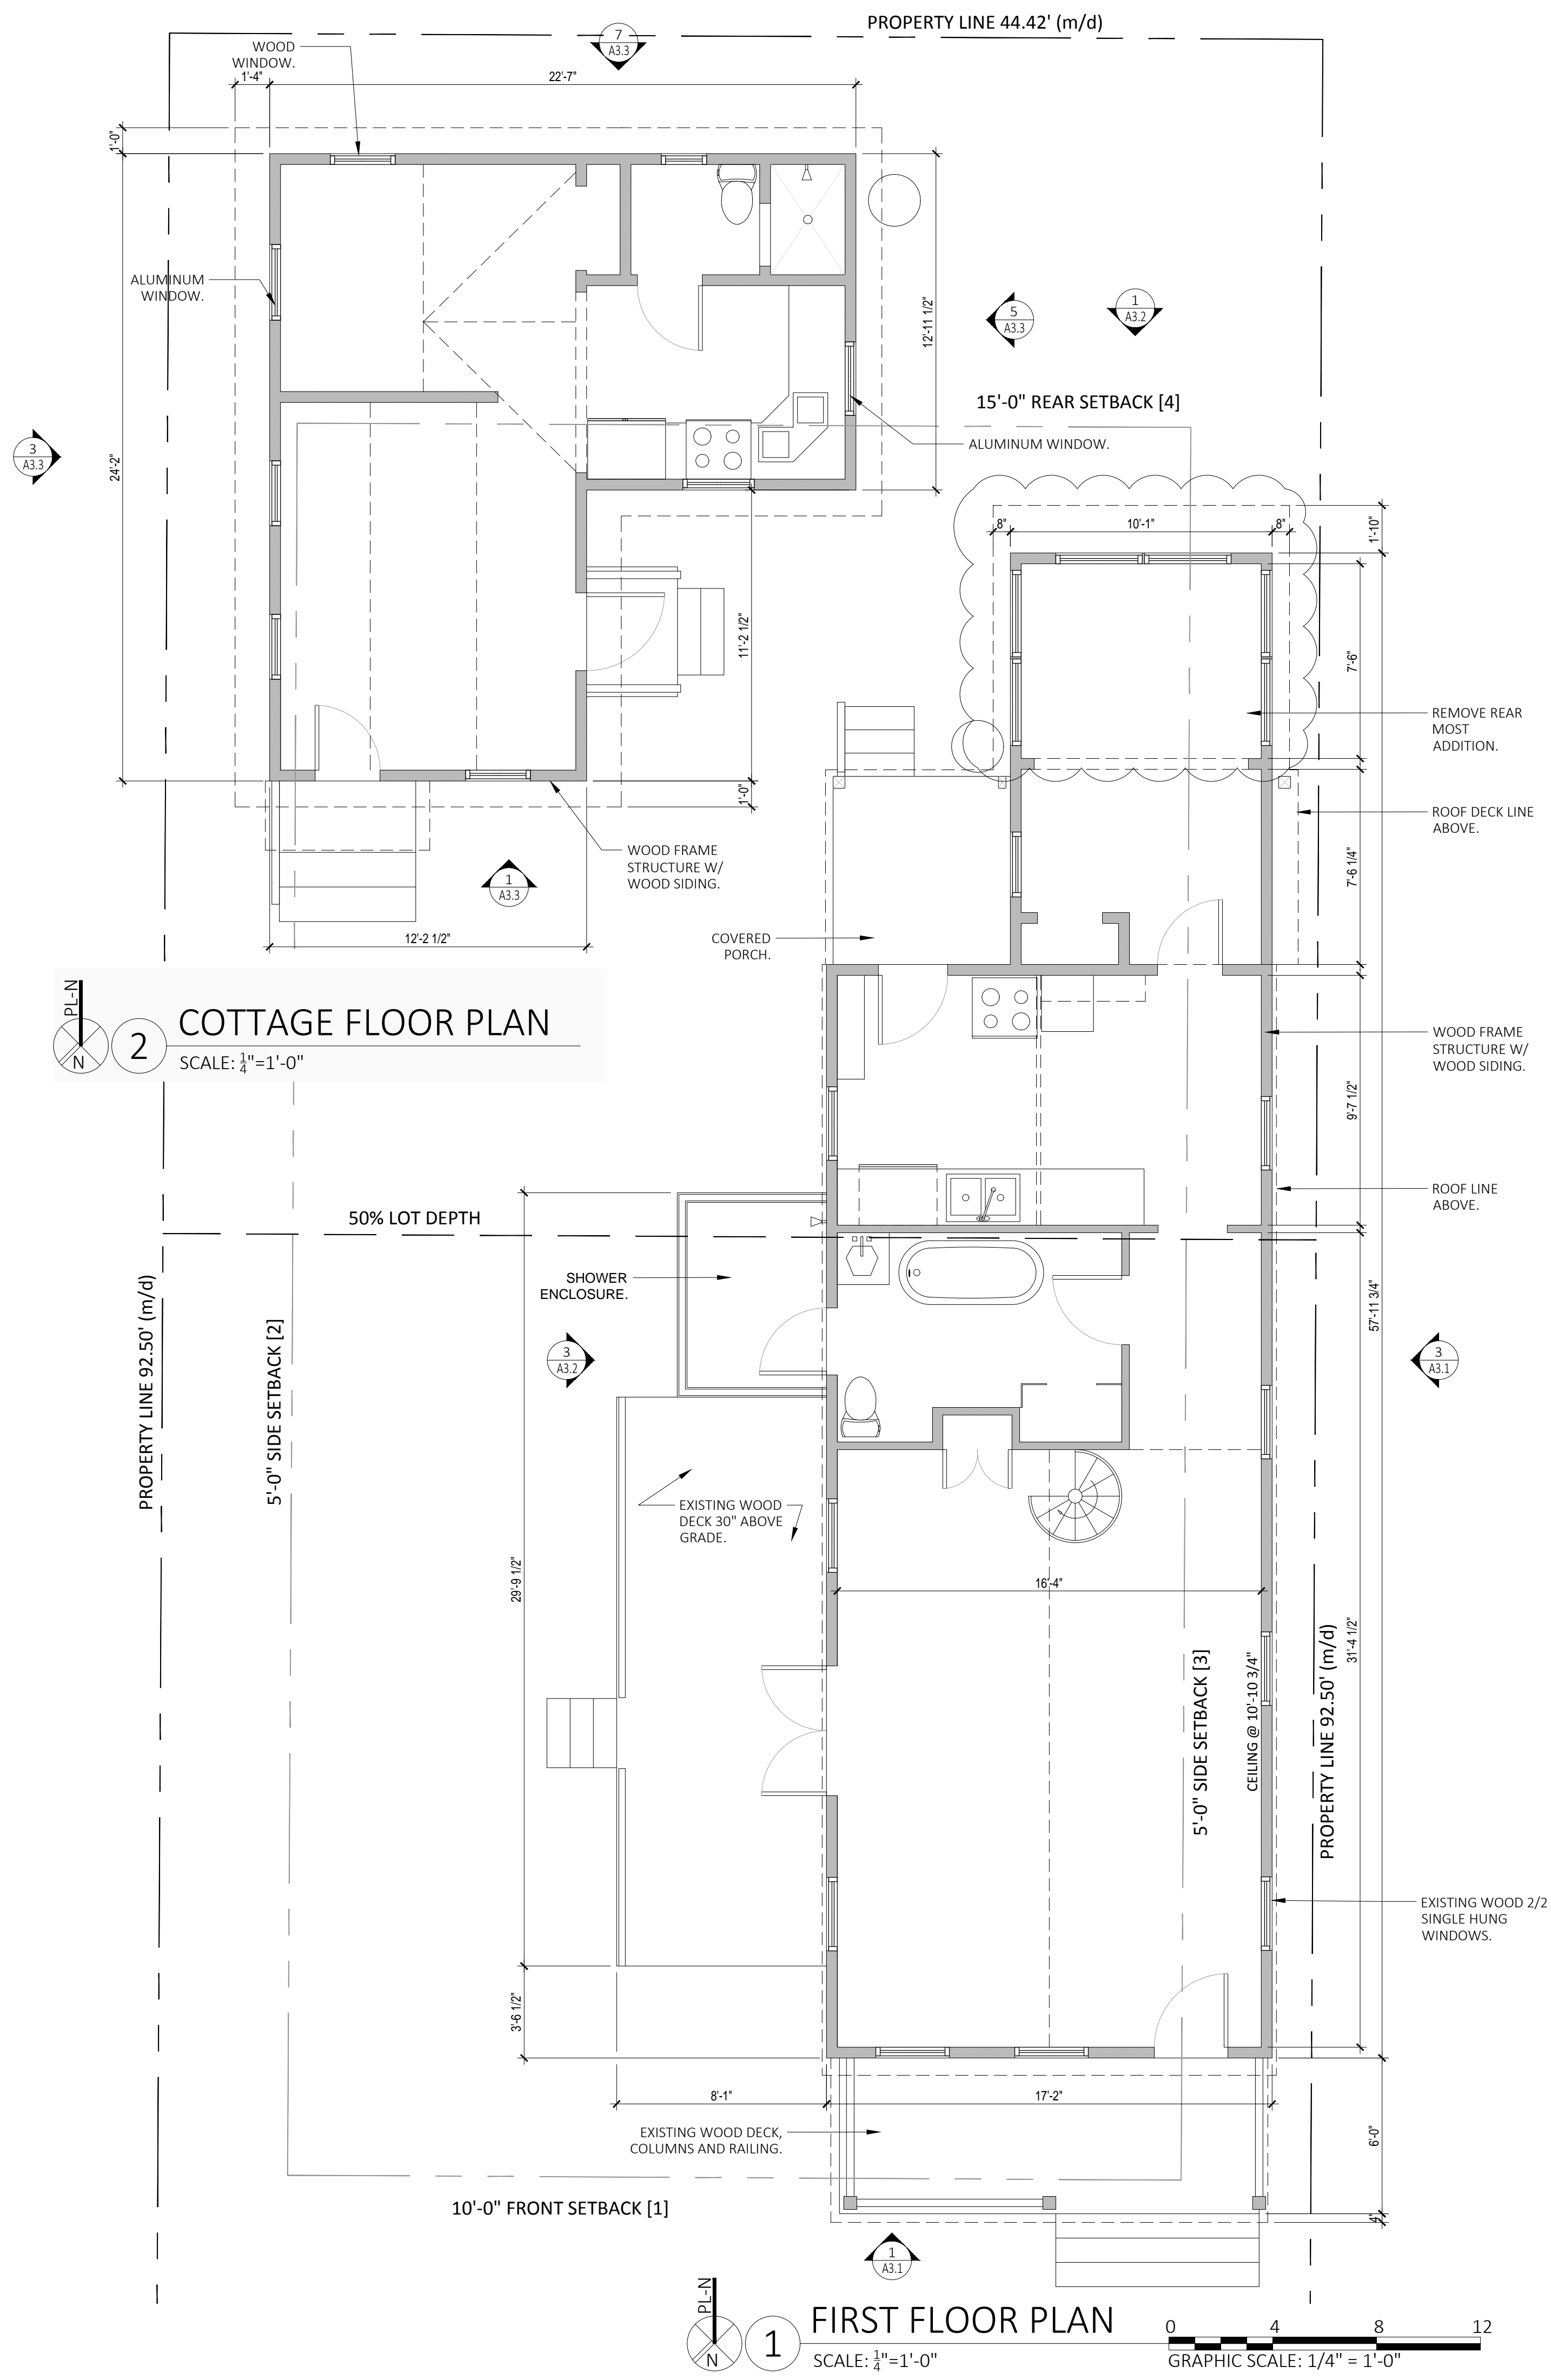 PROPERTY LINE 44.42' (m/d)
7
A3.3
WOOD
WINDOW.
1'-4"
22'-7"
1'-0"
ALUMINUM
WINDOW.
12'-11 1/2"
5
A3.3
1
A3.2
15'-0" REAR SETBACK [4]
ALUMINUM WINDOW.
3
A3.3
24'-2"
8"
10'-1"
8"
1'-10"
11'-2 1/2"
7'-6"
REMOVE REAR
MOST
ADDITION.
1'-0"
ROOF DECK LINE
ABOVE.
WOOD FRAME
STRUCTURE W/
WOOD SIDING.
1
A3.3
7'-6 1/4"
12'-2 1/2"
COVERED
PORCH.
PL-N
N
2
COTTAGE FLOOR PLAN
SCALE: 1/4"=1'-0"
WOOD FRAME
STRUCTURE W/
WOOD SIDING.
9'-7 1/2"
ROOF LINE
ABOVE.
50% LOT DEPTH
SHOWER
ENCLOSURE.
PROPERTY LINE 92.50' (m/d)
5'-0" SIDE SETBACK [2]
3
A3.2
57'-11 3/4"
3
A3.1
EXISTING WOOD
DECK 30" ABOVE
GRADE.
29'-9 1/2"
16'-4"
31'-4 1/2"
5'-0" SIDE SETBACK [3]
CEILING @ 10'-10 3/4"
PROPERTY LINE 92.50' (m/d)
EXISTING WOOD 2/2
SINGLE HUNG
WINDOWS.
3'-6 1/2"
8'-1"
17'-2"
EXISTING WOOD DECK,
COLUMNS AND RAILING.
6'-0"
10'-0" FRONT SETBACK [1]
4"
1
A3.1
PL-N
N
1
FIRST FLOOR PLAN
SCALE: 1/4"=1'-0"
0 4 8 12
GRAPHIC SCALE: 1/4" = 1'-0"